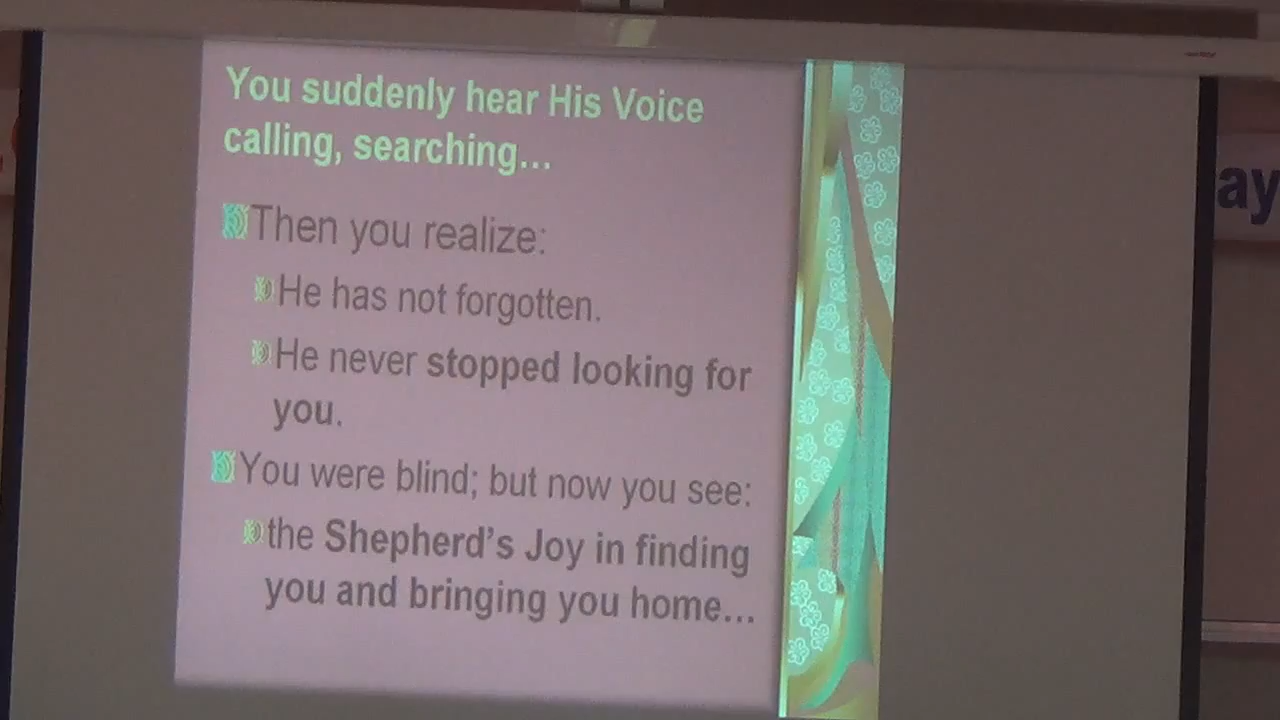 You suddenly hear His Voice
calling, searching...
Then you realize:
He has not forgotten.
He never stopped looking for
you.
You were blind; but now you see:
the Shepherd's Joy in finding
you and bringing you home...
ay